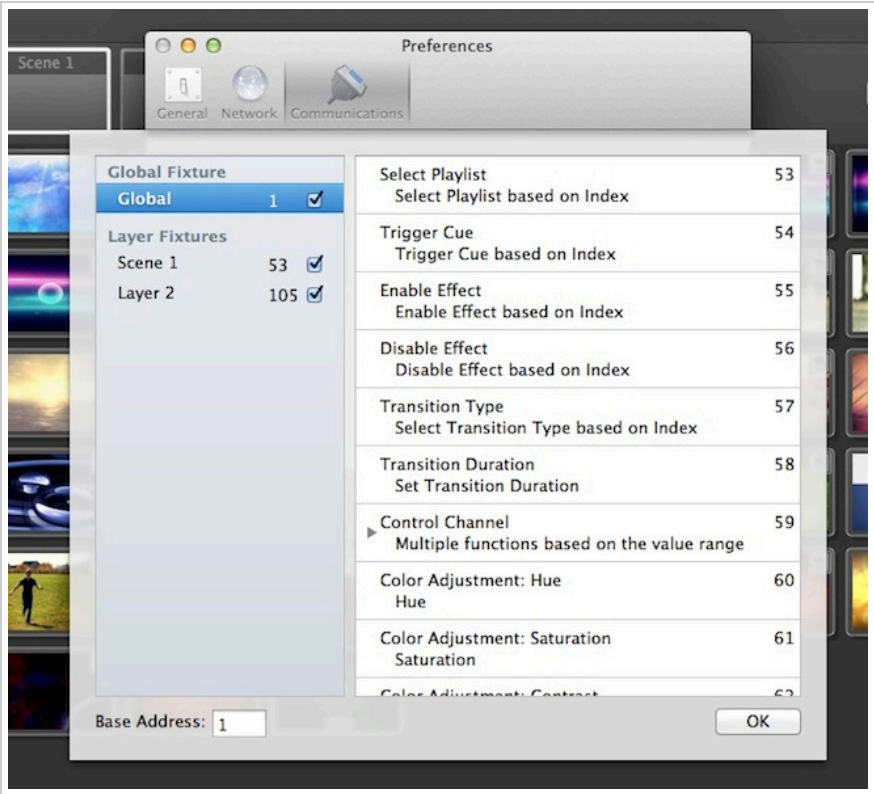 Scene 1
Preferences
General Network Communications
Global Fixture
Global 1
Layer Fixtures
Scene 1 53
Layer 2 105
Select Playlist 53
Select Playlist based on Index
Trigger Cue 54
Trigger Cue based on Index
Enable Effect 55
Enable Effect based on Index
Disable Effect 56
Disable Effect based on Index
Transition Type 57
Select Transition Type based on Index
Transition Duration 58
Set Transition Duration
Control Channel 59
Multiple functions based on the value range
Color Adjustment: Hue 60
Hue
Color Adjustment: Saturation 61
Saturation
Color Adjustment: Contrast 62
Base Address: 1
OK